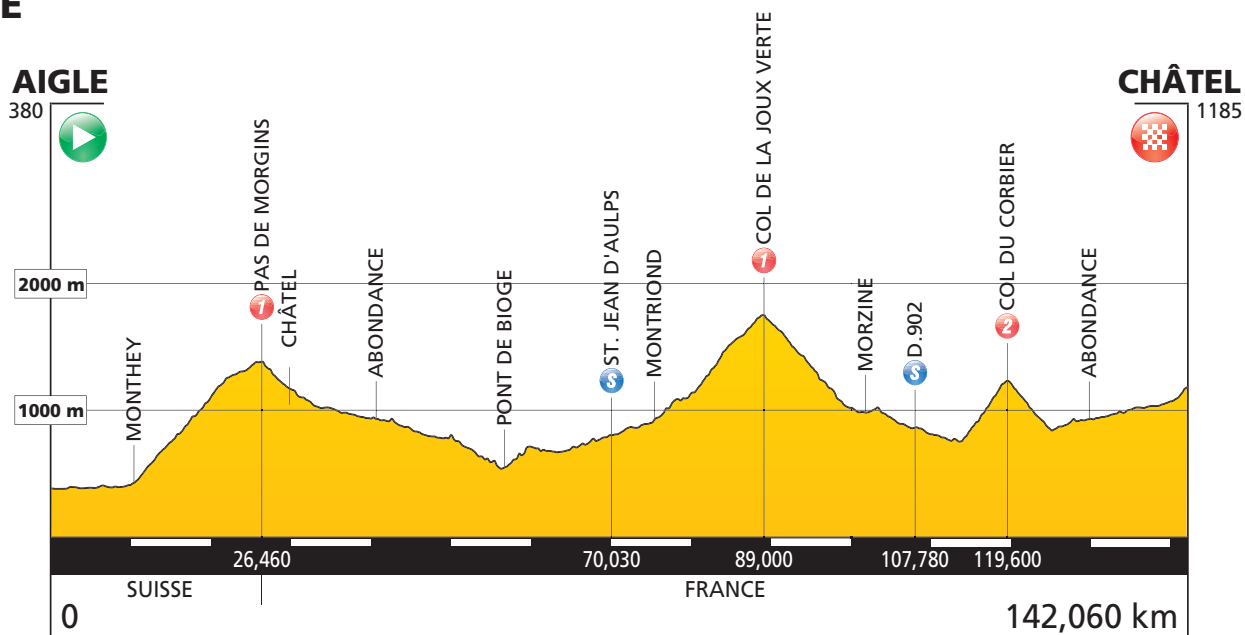 E
AIGLE
380
CHÂTEL
1185
2000 m
1000 m
MONTHEY
1 PAS DE MORGINS
CHÂTEL
ABONDANCE
PONT DE BIOGE
S ST. JEAN D'AULPS
MONTRIOND
1 COL DE LA JOUX VERTE
MORZINE
S D.902
2 COL DU CORBIER
ABONDANCE
26,460
70,030
89,000
107,780
119,600
SUISSE
FRANCE
0
142,060 km